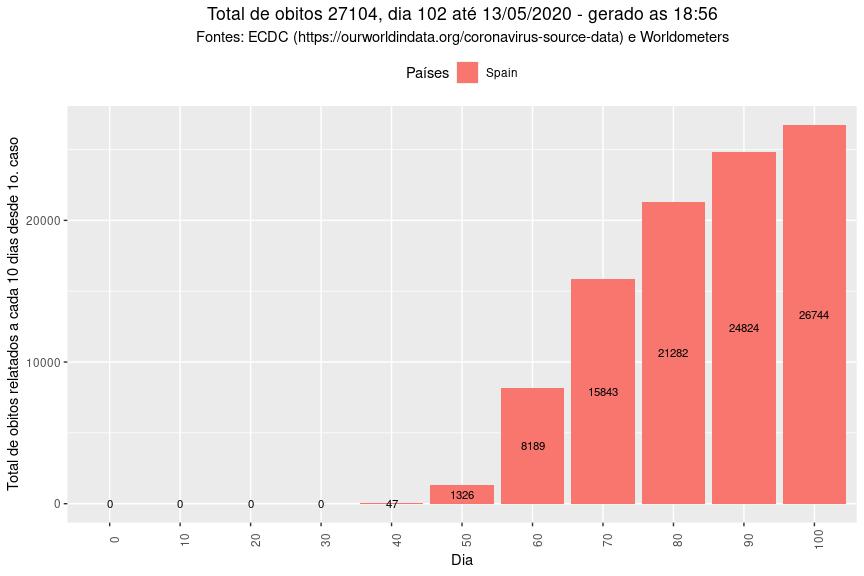 Total de obitos 27104, dia 102 até 13/05/2020 - gerado as 18:56
Fontes: ECDC (https://ourworldindata.org/coronavirus-source-data) e Worldometers
Países Spain
Total de obitos relatados a cada 10 dias desde 1o. caso
20000
10000
0
0 0 0 0 47 1326 8189 15843 21282 24824 26744
0 10 20 30 40 50 60 70 80 90 100
Dia